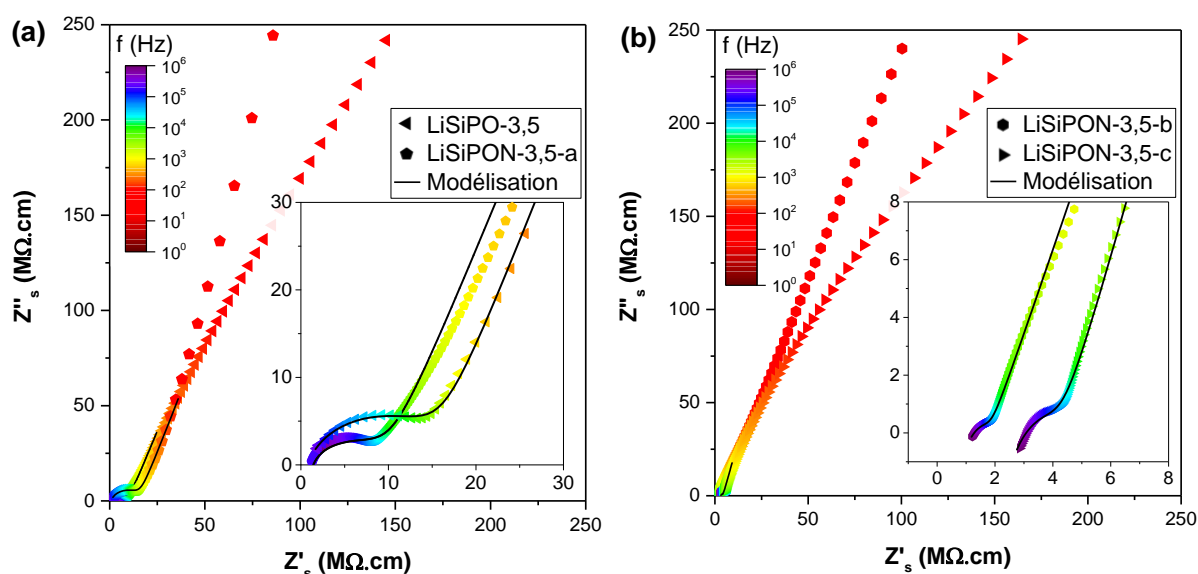 (a)
f (Hz)
10⁶
10⁵
10⁴
10³
10²
10¹
10⁰
LiSiPO-3,5
LiSiPON-3,5-a
Modélisation
Z''ₛ (MΩ.cm)
250
200
150
100
50
0
30
20
10
0
0 10 20 30
0 50 100 150 200 250
Z'ₛ (MΩ.cm)
(b)
f (Hz)
10⁶
10⁵
10⁴
10³
10²
10¹
10⁰
LiSiPON-3,5-b
LiSiPON-3,5-c
Modélisation
Z''ₛ (MΩ.cm)
250
200
150
100
50
0
8
6
4
2
0
0 2 4 6 8
0 50 100 150 200 250
Z'ₛ (MΩ.cm)